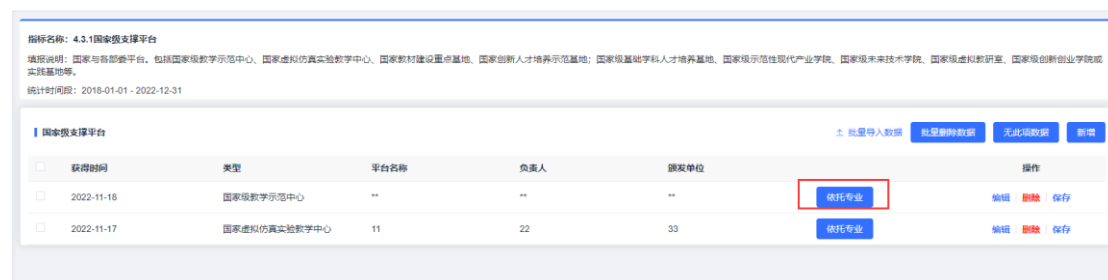 指标名称：4.3.1国家级支撑平台
填报说明：国家与各部委平台。包括国家级教学示范中心、国家虚拟仿真实验教学中心、国家教材建设重点基地、国家创新人才培养示范基地；国家级基础学科人才培养基地、国家级示范性现代产业学院、国家级未来技术学院、国家级虚拟教研室、国家级创新创业学院或
实践基地等。
统计时间段：2018-01-01 - 2022-12-31
国家级支撑平台 批量导入数据 批量删除数据 无此项数据 新增
获得时间 类型 平台名称 负责人 颁发单位 操作
2022-11-18 国家级教学示范中心 ** ** ** 依托专业 编辑 删除 保存
2022-11-17 国家虚拟仿真实验教学中心 11 22 33 依托专业 编辑 删除 保存